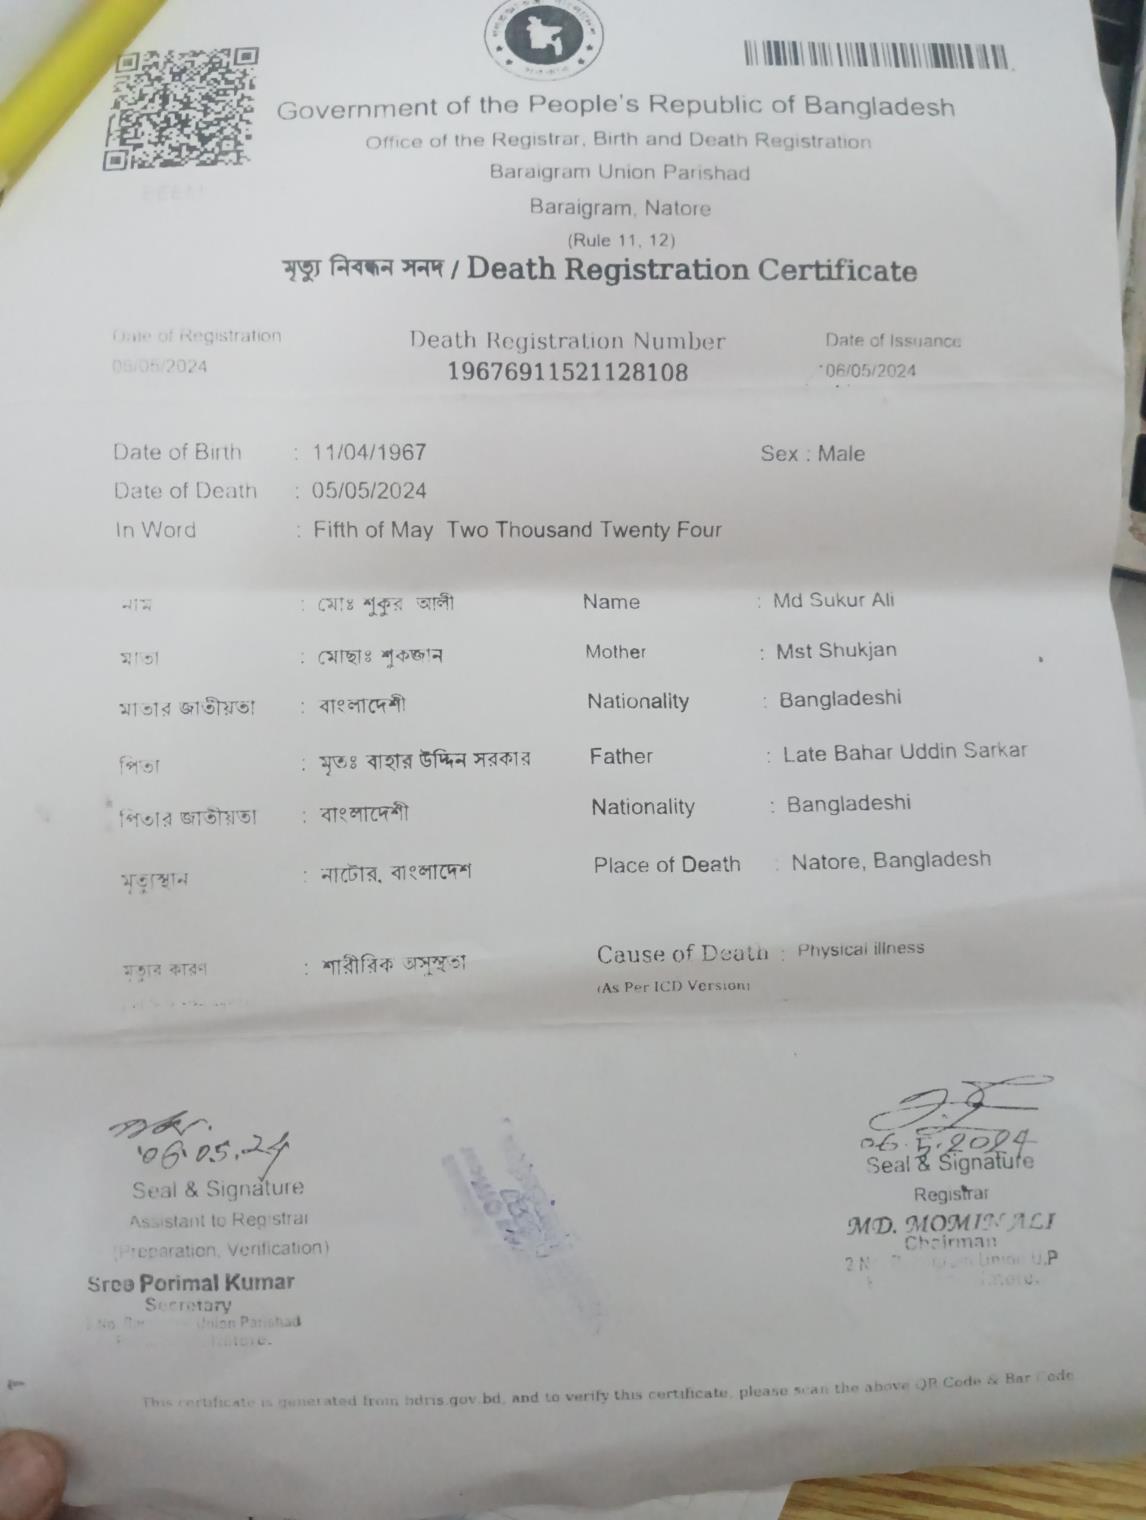 Government of the People's Republic of Bangladesh
Office of the Registrar, Birth and Death Registration
Baraigram Union Parishad
Baraigram, Natore
(Rule 11, 12)
মৃত্যু নিবন্ধন সনদ / Death Registration Certificate
Date of Registration Death Registration Number Date of Issuance
06/05/2024 19676911521128108 06/05/2024
Date of Birth : 11/04/1967 Sex : Male
Date of Death : 05/05/2024
In Word : Fifth of May Two Thousand Twenty Four
নাম : মোঃ শুকুর আলী Name : Md Sukur Ali
মাতা : মোছাঃ শুকজান Mother : Mst Shukjan
মাতার জাতীয়তা : বাংলাদেশী Nationality : Bangladeshi
পিতা : মৃতঃ বাহার উদ্দিন সরকার Father : Late Bahar Uddin Sarkar
পিতার জাতীয়তা : বাংলাদেশী Nationality : Bangladeshi
মৃত্যুস্থান : নাটোর, বাংলাদেশ Place of Death : Natore, Bangladesh
মৃত্যুর কারণ : শারীরিক অসুস্থতা Cause of Death : Physical illness
(As Per ICD Version)
06.05.24 06.5.2024
Seal & Signature Seal & Signature
Assistant to Registrar Registrar
(Preparation, Verification) MD. MOMIN ALI
Chairman
Sree Porimal Kumar
Secretary
Union Parishad
This certificate is generated from bdris.gov.bd, and to verify this certificate, please scan the above QR Code & Bar Code